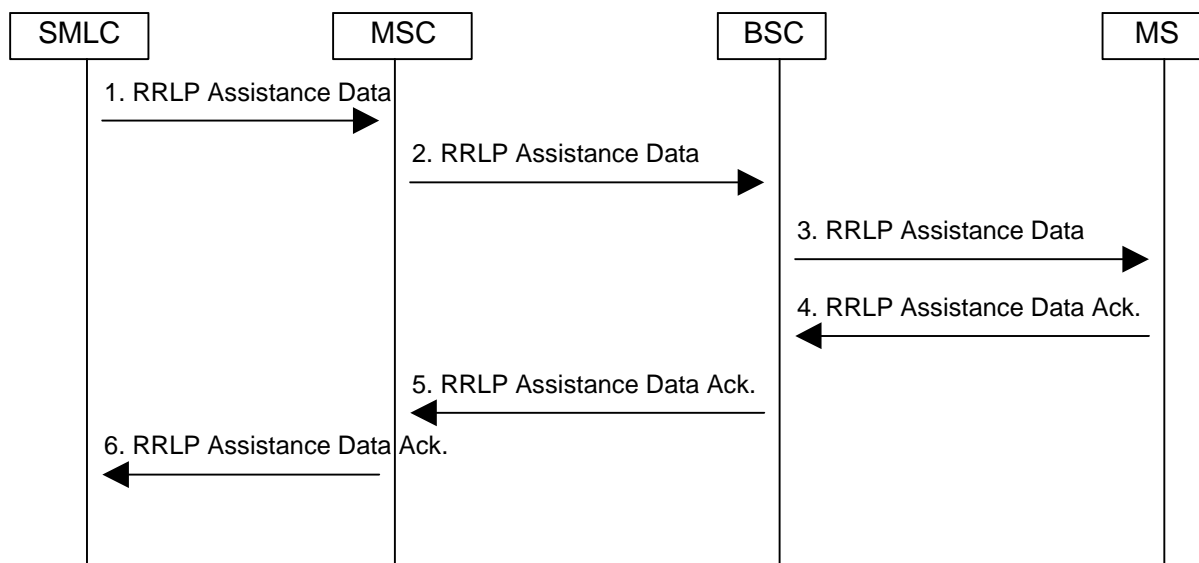 SMLC
MSC
BSC
MS
1. RRLP Assistance Data
2. RRLP Assistance Data
3. RRLP Assistance Data
4. RRLP Assistance Data Ack.
5. RRLP Assistance Data Ack.
6. RRLP Assistance Data Ack.